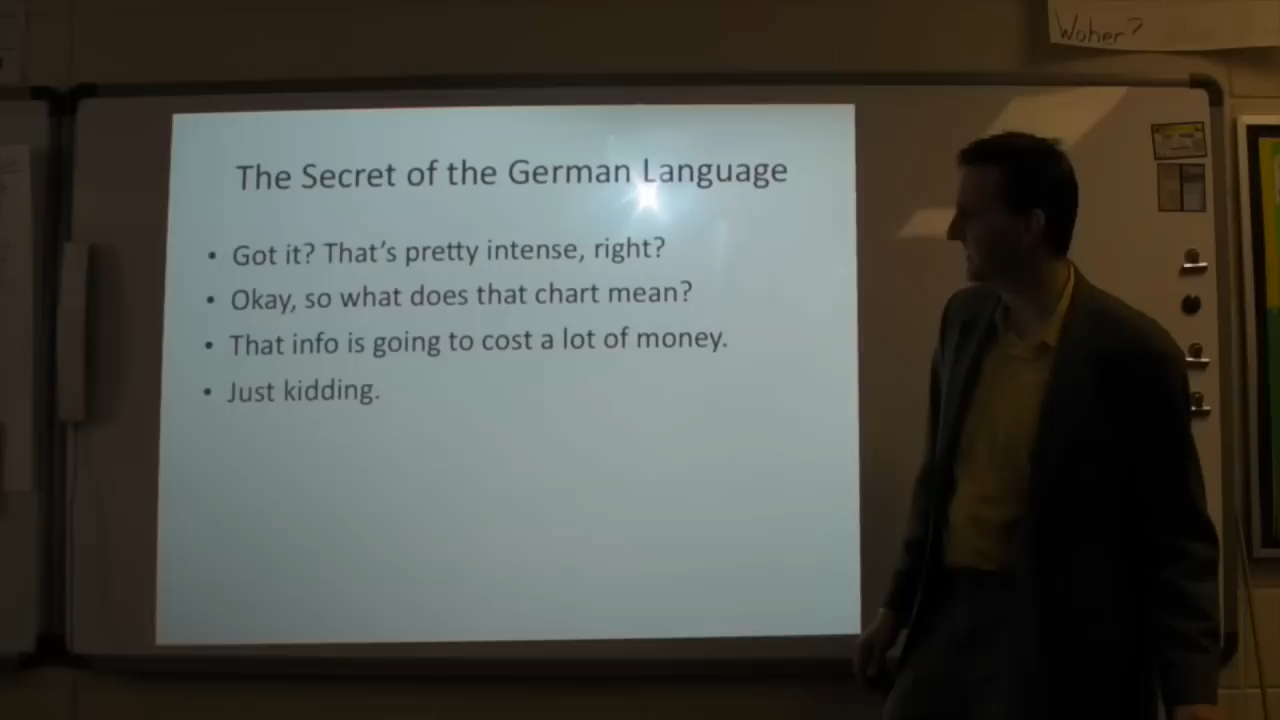 Woher?
The Secret of the German Language
• Got it? That's pretty intense, right?
• Okay, so what does that chart mean?
• That info is going to cost a lot of money.
• Just kidding.